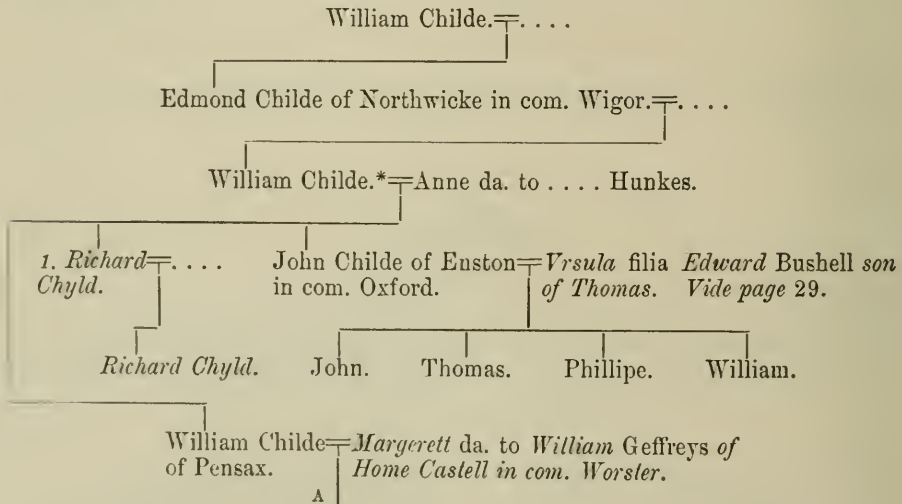 William Childe.=. . . .
Edmond Childe of Northwicke in com. Wigor.=. . . .
William Childe.*=Anne da. to . . . . Hunkes.
1. Richard=. . . .
Chyld.
John Childe of Enston=Vrsula filia Edward Bushell son
in com. Oxford. of Thomas. Vide page 29.
Richard Chyld. John. Thomas. Phillipe. William.
William Childe=Margerett da. to William Geffreys of
of Pensax. Home Castell in com. Worster.
A